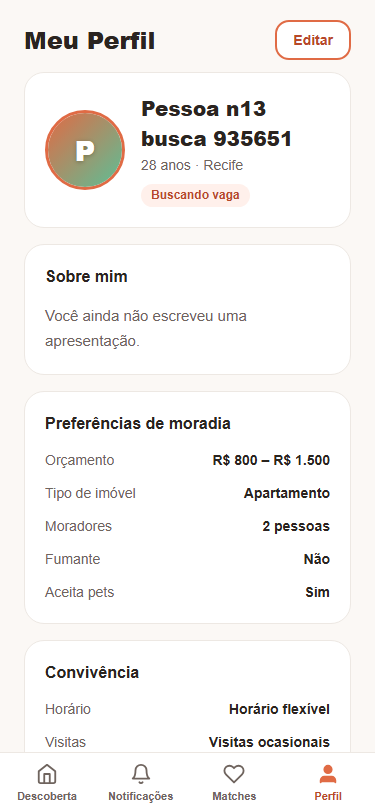 Meu Perfil
Editar
P
Pessoa n13
busca 935651
28 anos · Recife
Buscando vaga
Sobre mim
Você ainda não escreveu uma
apresentação.
Preferências de moradia
Orçamento R$ 800 – R$ 1.500
Tipo de imóvel Apartamento
Moradores 2 pessoas
Fumante Não
Aceita pets Sim
Convivência
Horário Horário flexível
Visitas Visitas ocasionais
Descoberta Notificações Matches Perfil